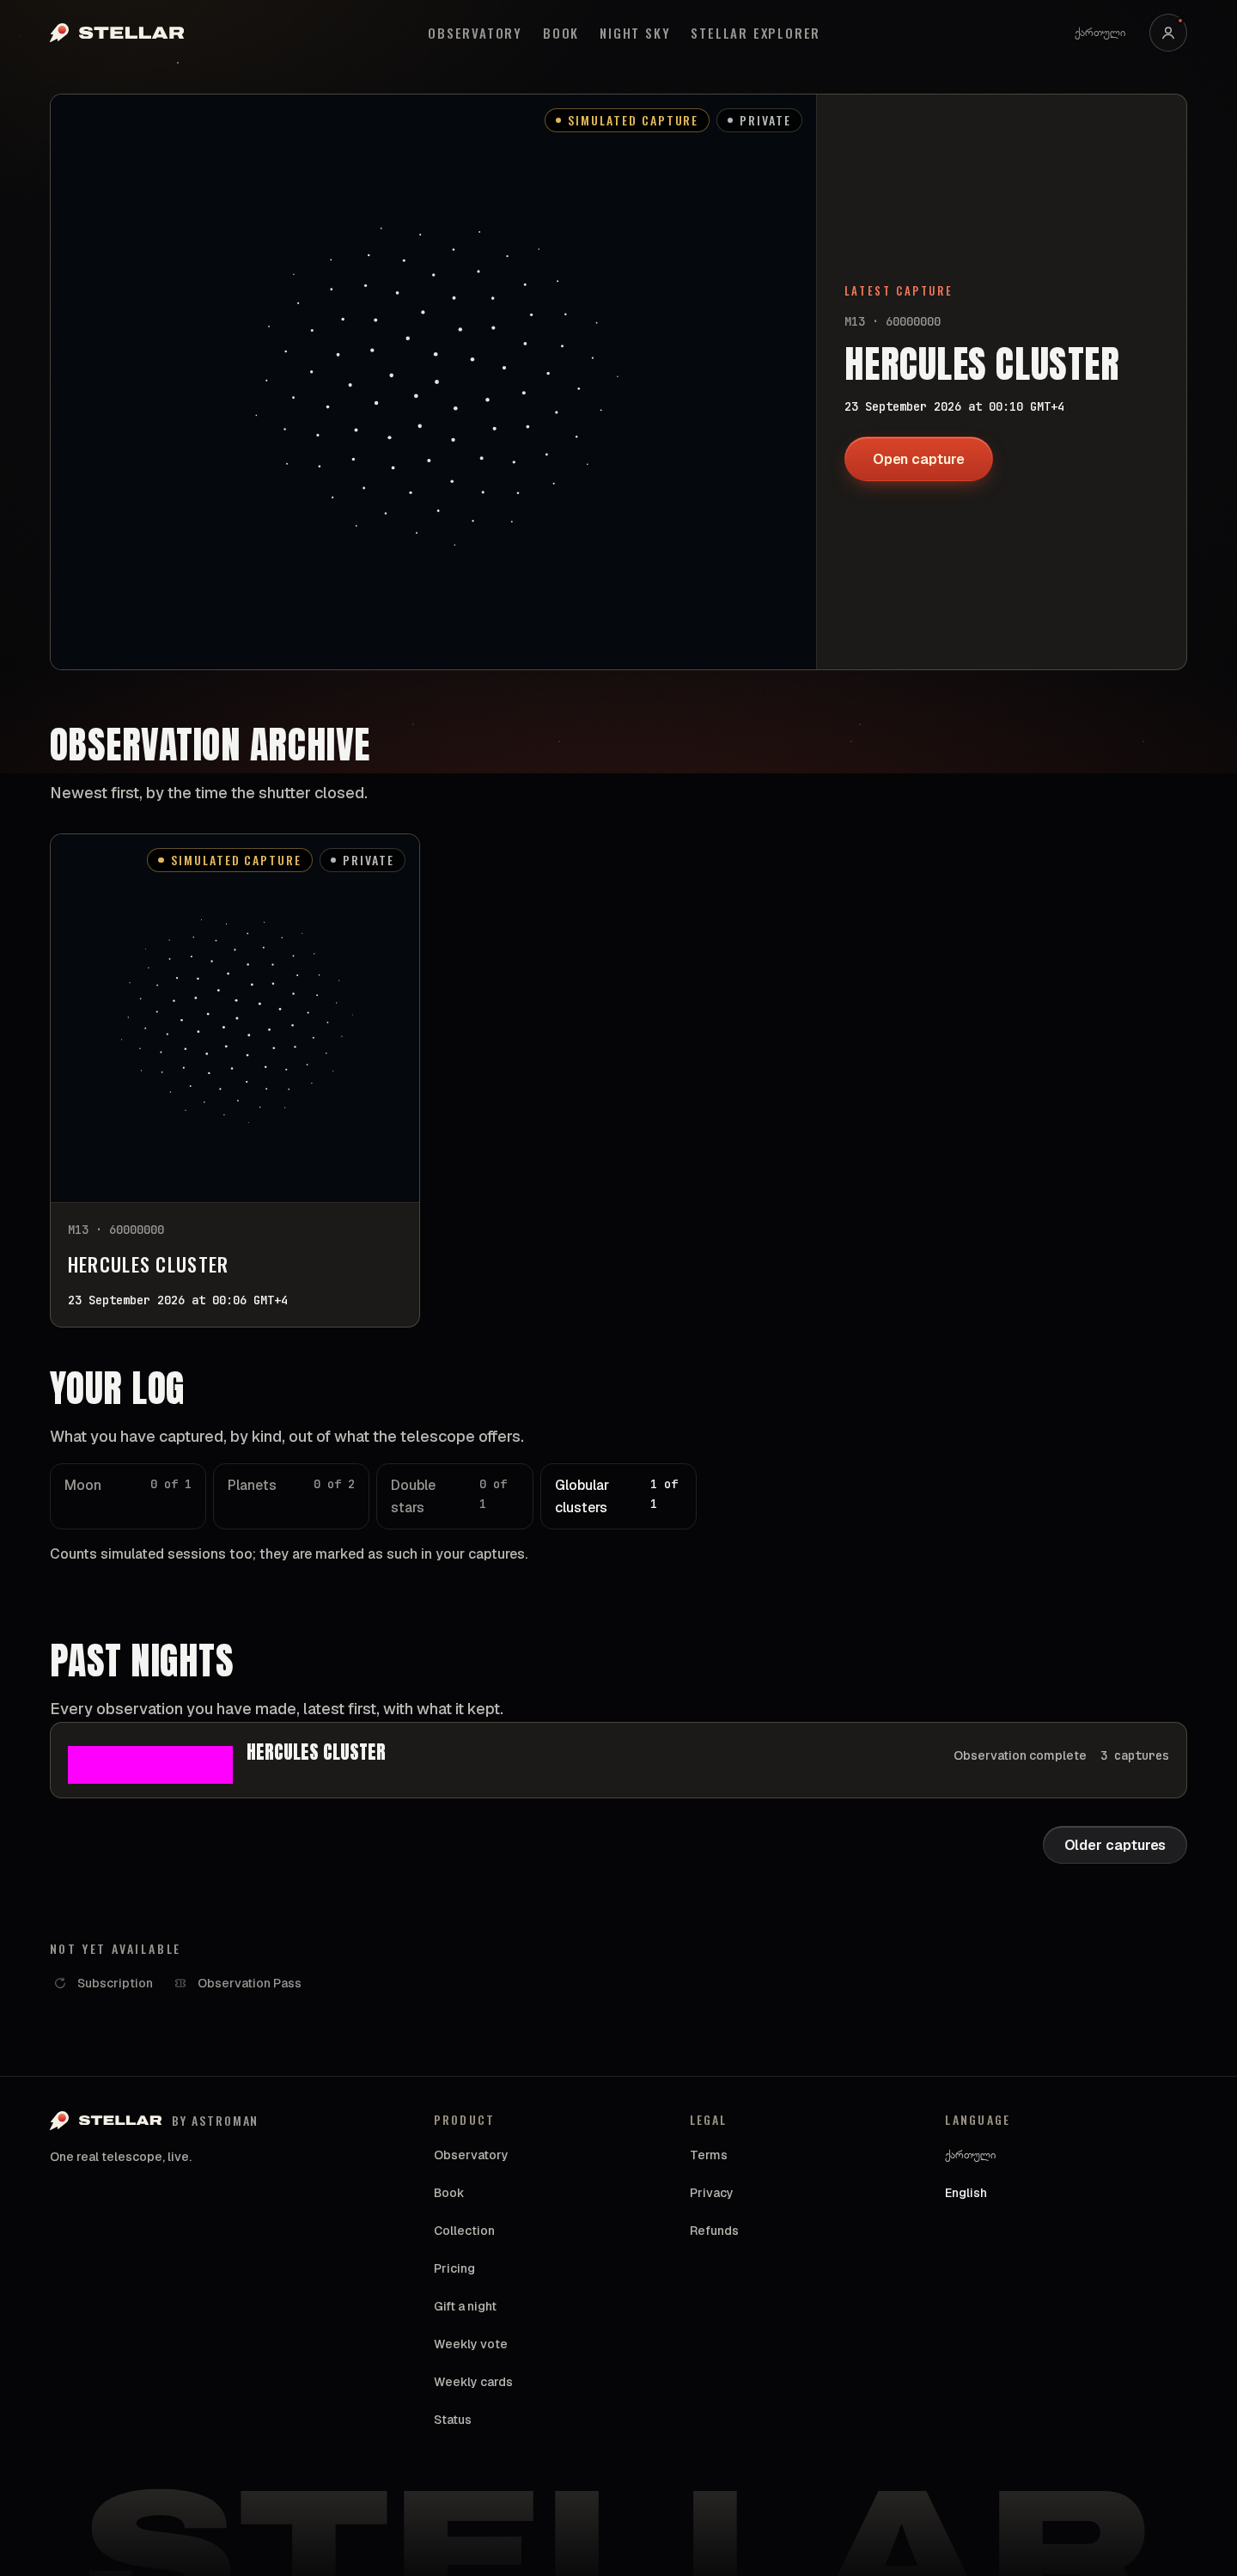 STELLAR
OBSERVATORY BOOK NIGHT SKY STELLAR EXPLORER
ქართული
SIMULATED CAPTURE
PRIVATE
LATEST CAPTURE
M13 · 60000000
HERCULES CLUSTER
23 September 2026 at 00:10 GMT+4
Open capture
OBSERVATION ARCHIVE
Newest first, by the time the shutter closed.
SIMULATED CAPTURE
PRIVATE
M13 · 60000000
HERCULES CLUSTER
23 September 2026 at 00:06 GMT+4
YOUR LOG
What you have captured, by kind, out of what the telescope offers.
Moon 0 of 1
Planets 0 of 2
Double stars 0 of 1
Globular clusters 1 of 1
Counts simulated sessions too; they are marked as such in your captures.
PAST NIGHTS
Every observation you have made, latest first, with what it kept.
HERCULES CLUSTER
Observation complete 3 captures
Older captures
NOT YET AVAILABLE
Subscription
Observation Pass
STELLAR BY ASTROMAN
One real telescope, live.
PRODUCT
Observatory
Book
Collection
Pricing
Gift a night
Weekly vote
Weekly cards
Status
LEGAL
Terms
Privacy
Refunds
LANGUAGE
ქართული
English
STELLAR